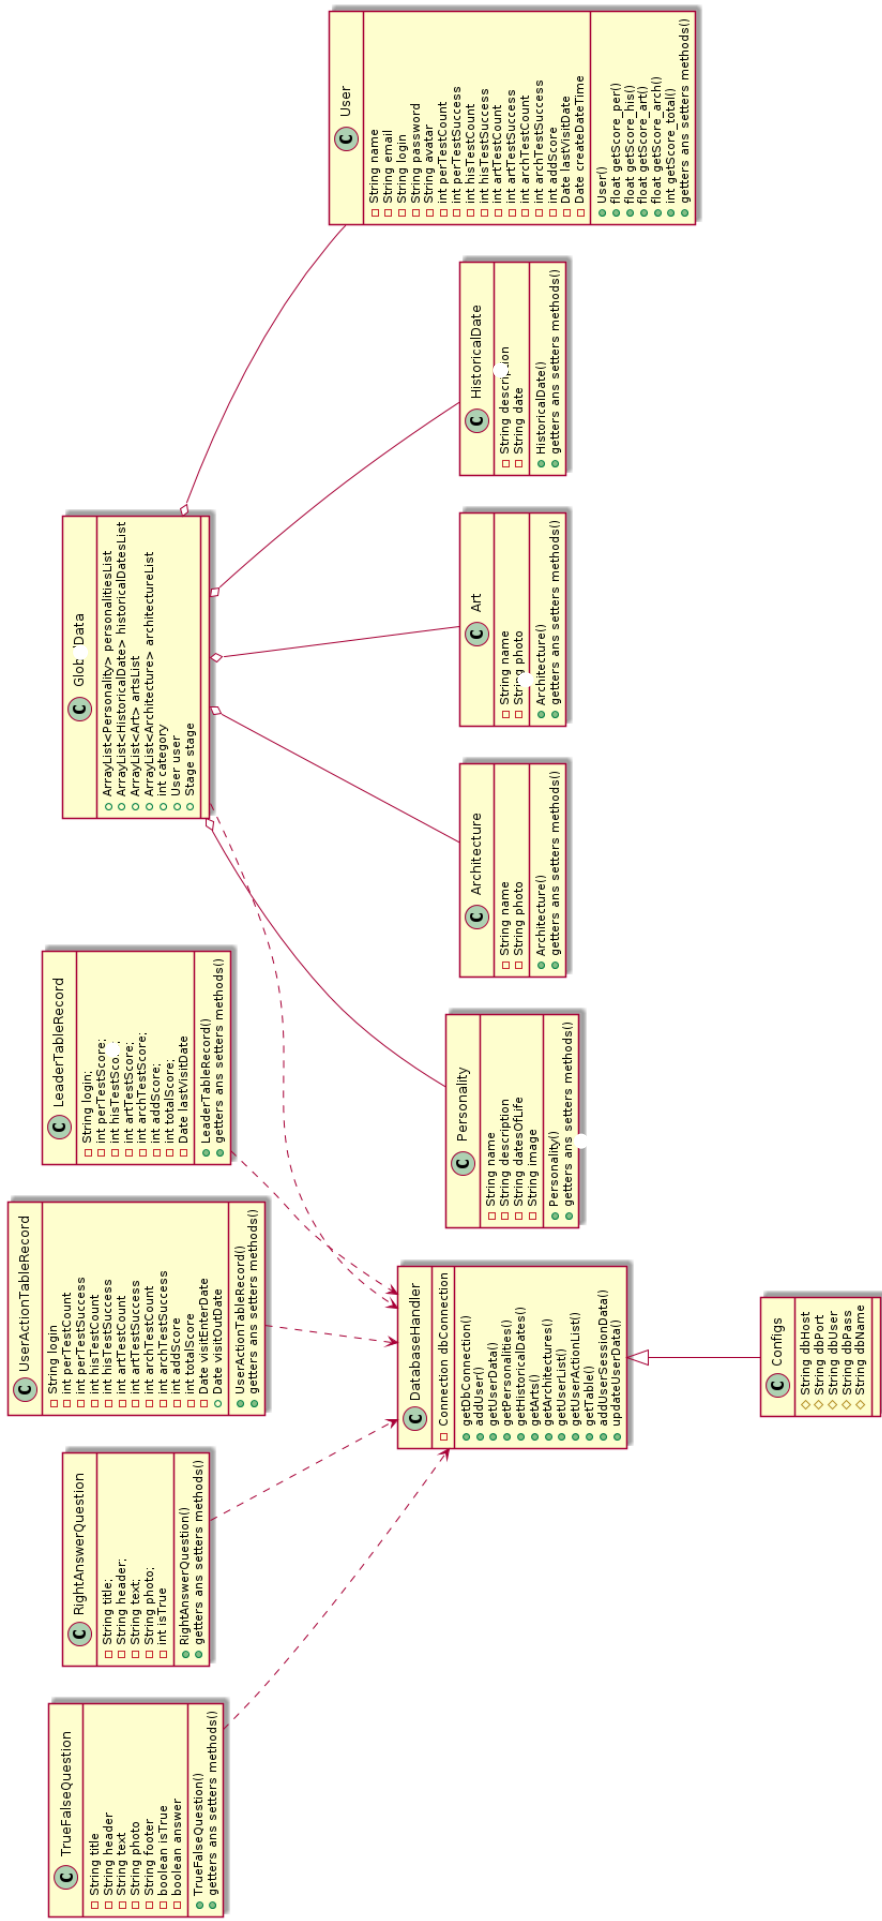 C TrueFalseQuestion
String title
String header
String text
String photo
String footer
boolean isTrue
boolean answer
TrueFalseQuestion()
getters ans setters methods()
C RightAnswerQuestion
String title;
String header;
String text;
String photo;
int isTrue
RightAnswerQuestion()
getters ans setters methods()
C UserActionTableRecord
String login
int perTestCount
int perTestSuccess
int hisTestCount
int hisTestSuccess
int artTestCount
int artTestSuccess
int archTestCount
int archTestSuccess
int addScore
int totalScore
Date visitEnterDate
Date visitOutDate
UserActionTableRecord()
getters ans setters methods()
C LeaderTableRecord
String login;
int perTestScore;
int
int artTestScore;
int archTestScore;
int addScore;
int totalScore;
Date lastVisitDate
LeaderTableRecord()
getters ans setters methods()
C
ArrayList<Personality> personalitiesList
ArrayList<HistoricalDate> historicalDatesList
ArrayList<Art> artsList
ArrayList<Architecture> architectureList
int category
User user
Stage stage
C DatabaseHandler
Connection dbConnection
getDbConnection()
addUser()
getUserData()
getPersonalities()
getHistoricalDates()
getArts()
getArchitectures()
getUserList()
getUserActionList()
getTable()
addUserSessionData()
updateUserData()
C Personality
String name
String description
String datesOfLife
String image
Personality()
getters ans setters methods()
C Architecture
String name
String photo
Architecture()
getters ans setters methods()
C Art
String name
String photo
Architecture()
getters ans setters methods()
C HistoricalDate
String description
String date
HistoricalDate()
getters ans setters methods()
C User
String name
String email
String login
String password
String avatar
int perTestCount
int perTestSuccess
int hisTestCount
int hisTestSuccess
int artTestCount
int artTestSuccess
int archTestCount
int archTestSuccess
int addScore
Date lastVisitDate
Date createDateTime
User()
float getScore_per()
float getScore_his()
float getScore_art()
float getScore_arch()
int getScore_total()
getters ans setters methods()
C Configs
String dbHost
String dbPort
String dbUser
String dbPass
String dbName